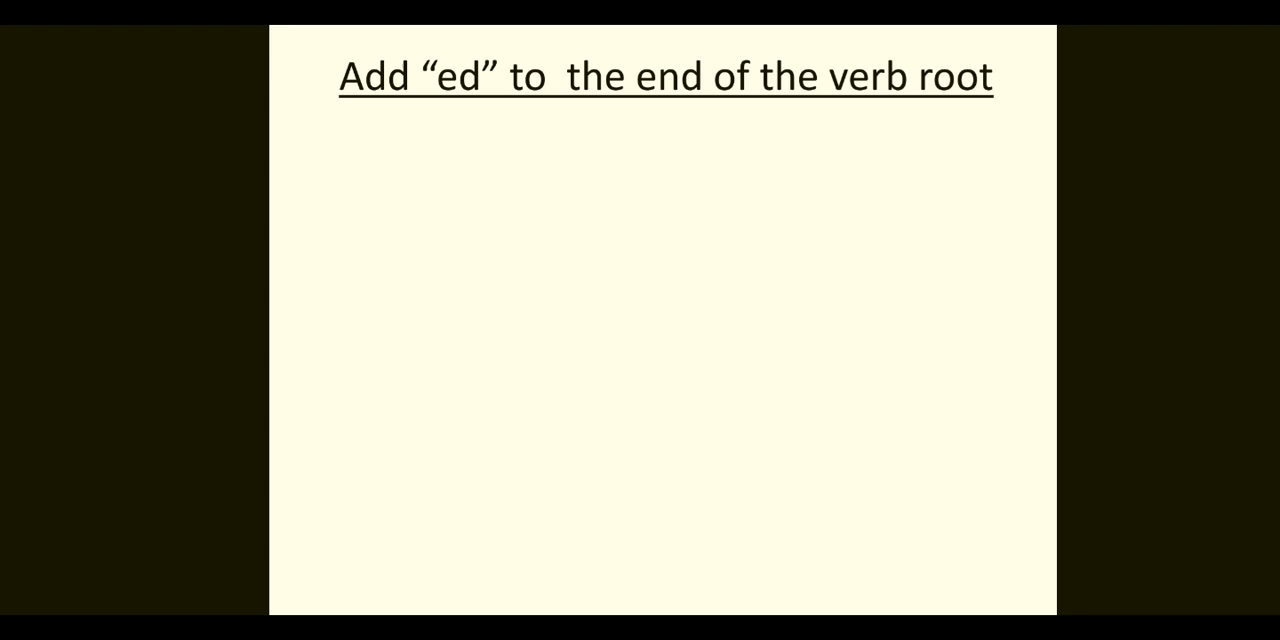 Add “ed” to  the end of the verb root